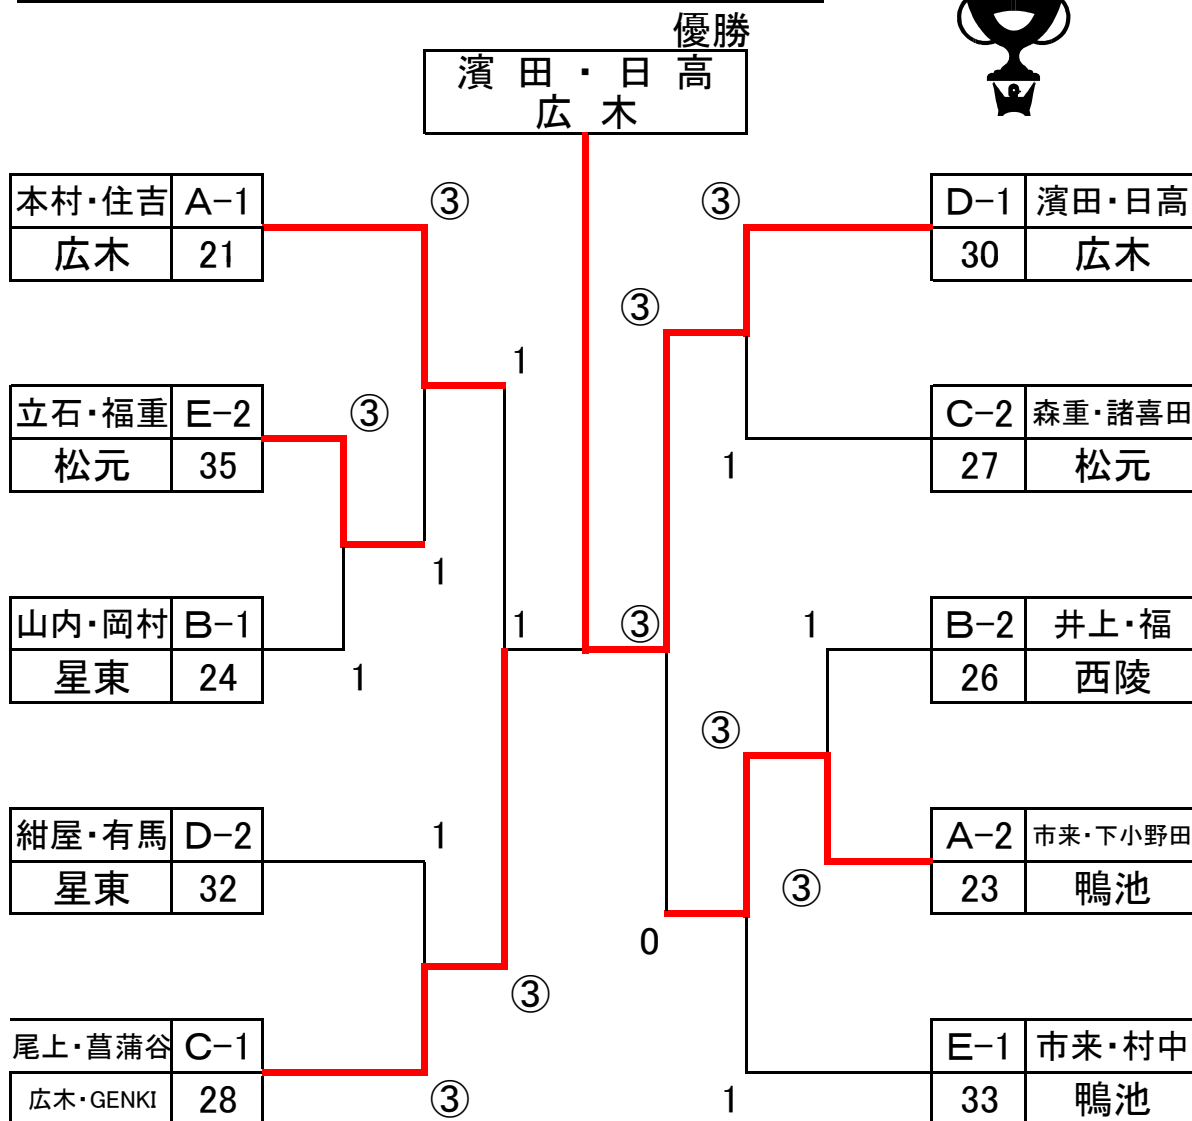 優勝
濱 田 ・ 日 高
広 木
本村・住吉 A-1
広木 21
③
③
D-1 濱田・日高
30 広木
③
1
立石・福重 E-2
松元 35
③
C-2 森重・諸喜田
27 松元
1
1
山内・岡村 B-1
星東 24
1
1
③
1
B-2 井上・福
26 西陵
③
紺屋・有馬 D-2
星東 32
1
A-2 市来・下小野田
23 鴨池
③
0
③
尾上・菖蒲谷 C-1
広木・GENKI 28
③
1
E-1 市来・村中
33 鴨池